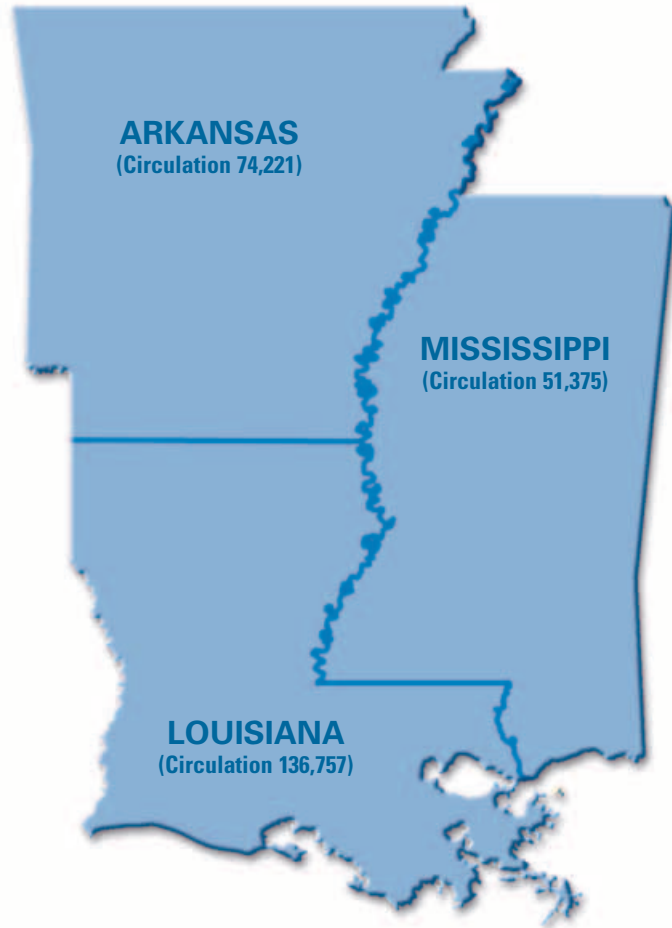 ARKANSAS
(Circulation 74,221)
MISSISSIPPI
(Circulation 51,375)
LOUISIANA
(Circulation 136,757)